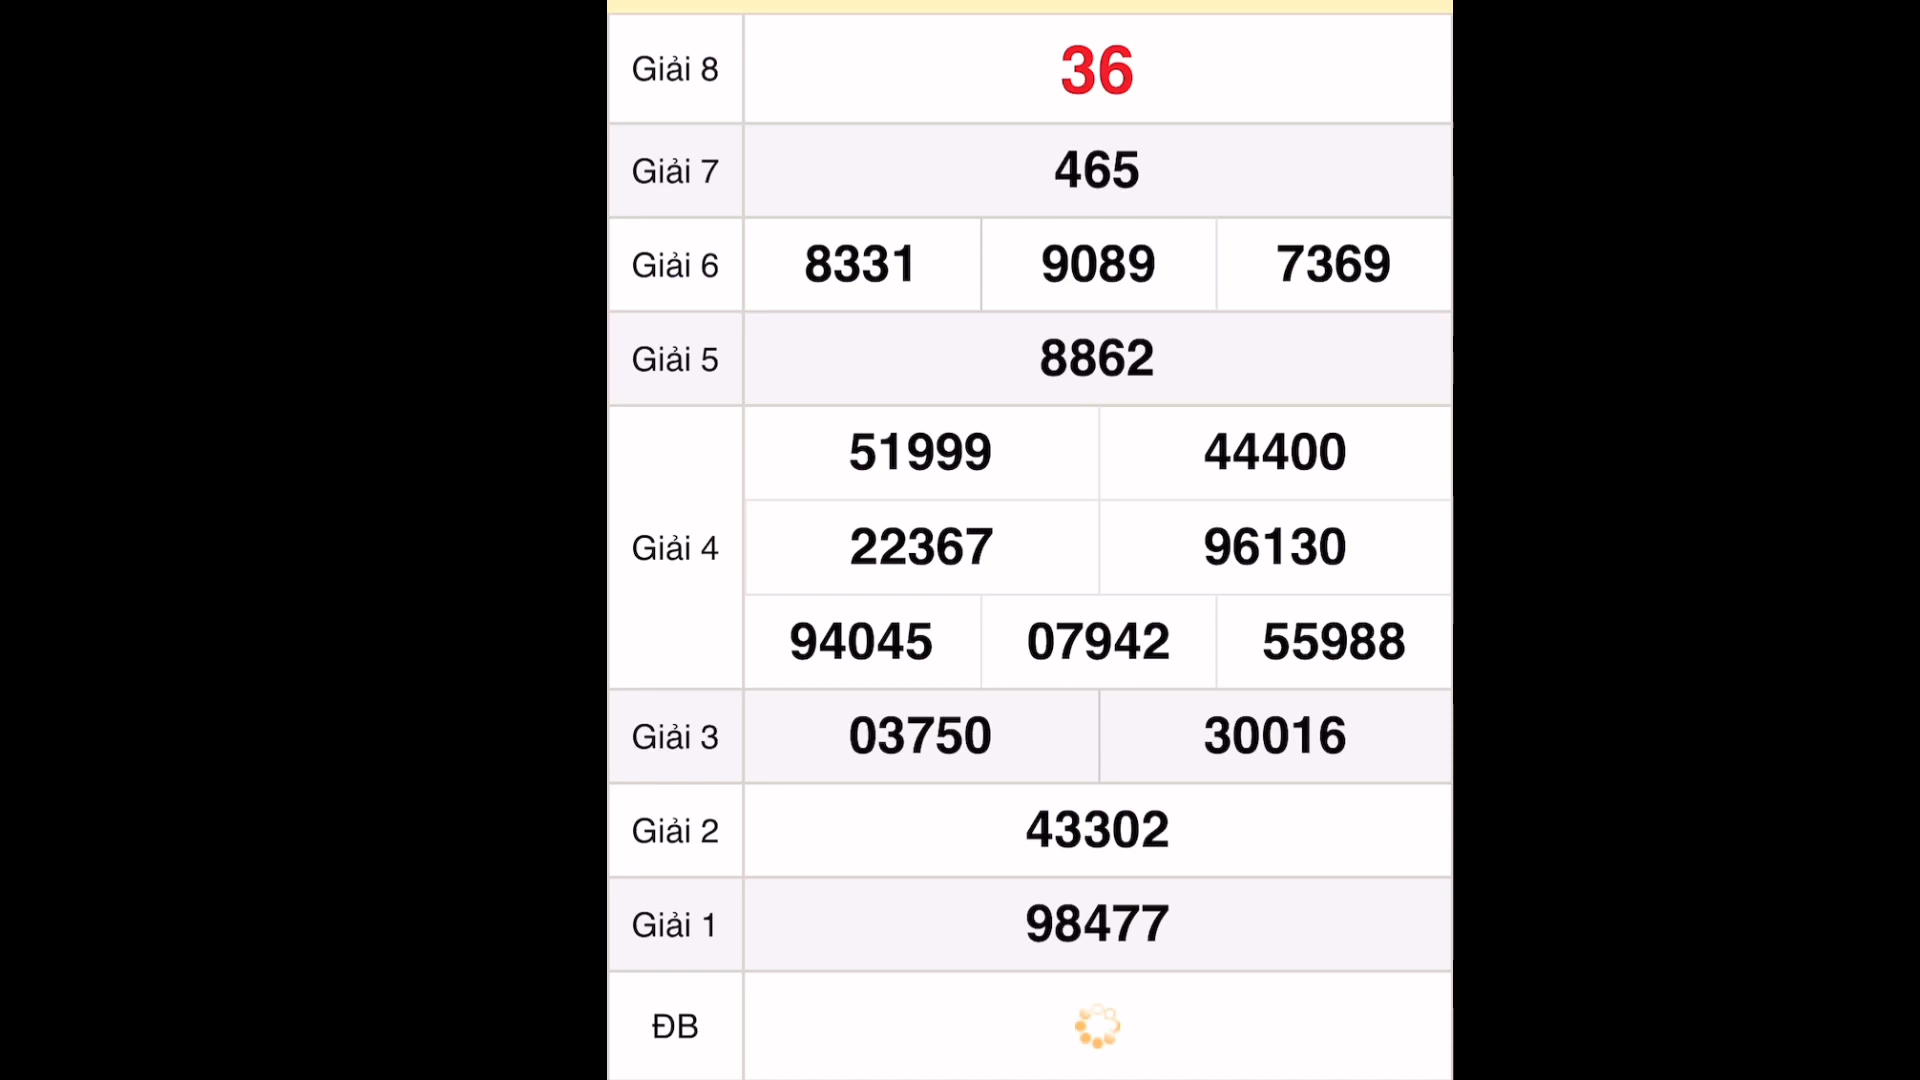 Giải 8 36
Giải 7 465
Giải 6 8331 9089 7369
Giải 5 8862
51999 44400
Giải 4 22367 96130
94045 07942 55988
Giải 3 03750 30016
Giải 2 43302
Giải 1 98477
ĐB